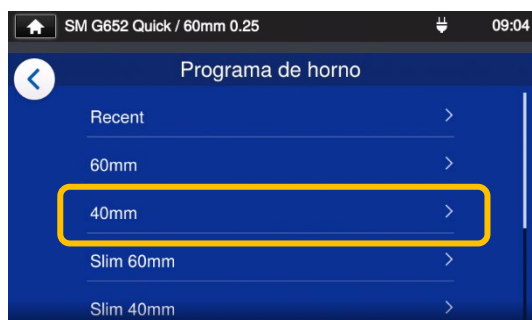 SM G652 Quick / 60mm 0.25 09:04
Programa de horno
Recent
60mm
40mm
Slim 60mm
Slim 40mm